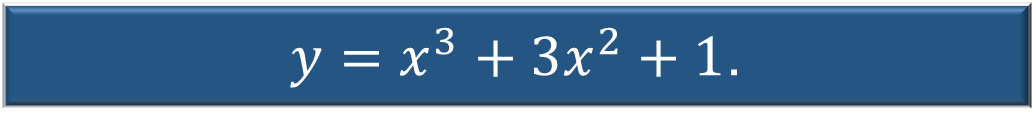 y = x³ + 3x² + 1.